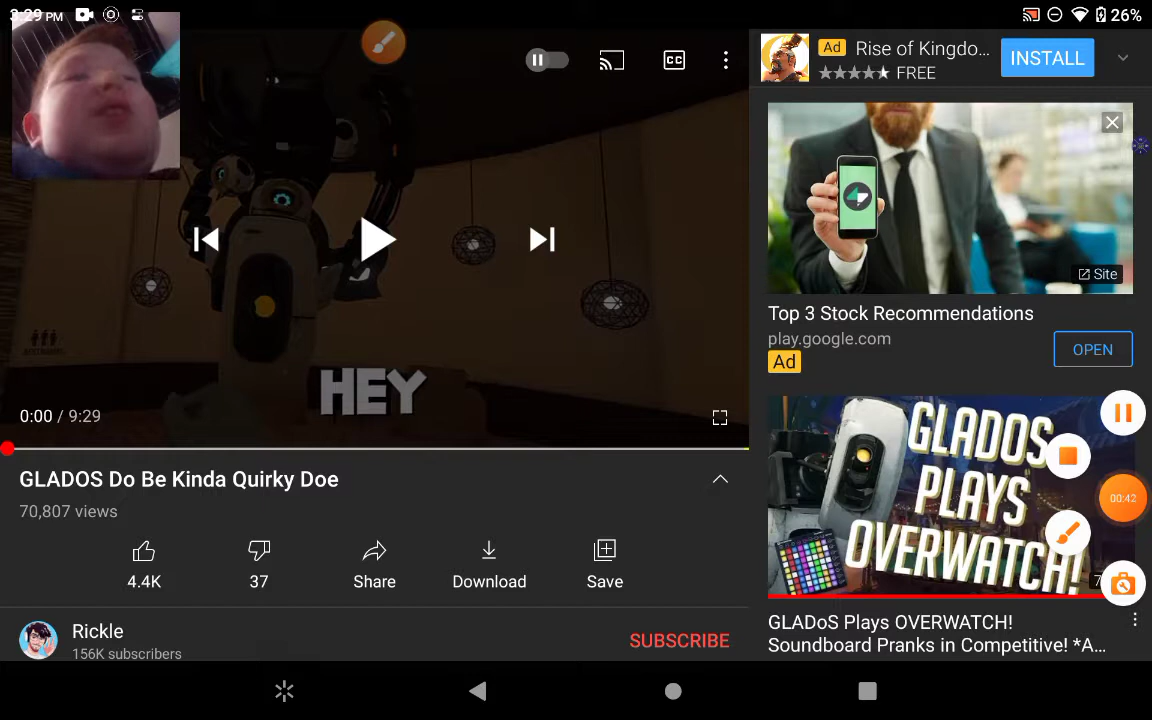 3:29 PM
26%
HEY
0:00 / 9:29
GLADOS Do Be Kinda Quirky Doe
70,807 views
4.4K
37
Share
Download
Save
Rickle
156K subscribers
SUBSCRIBE
CC
Ad Rise of Kingdo...
FREE
INSTALL
Site
Top 3 Stock Recommendations
play.google.com
Ad
OPEN
GLADOS
PLAYS
OVERWATCH!
00:42
GLADoS Plays OVERWATCH!
Soundboard Pranks in Competitive! *A...